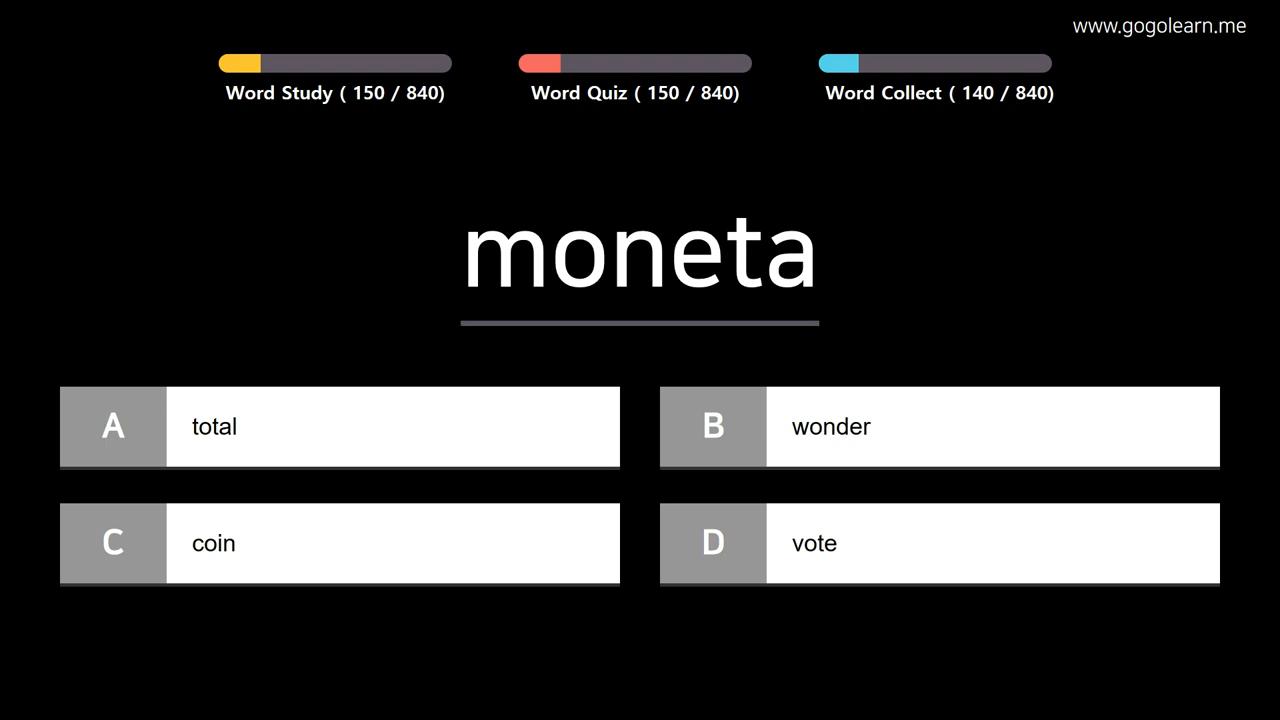 www.gogolearn.me
Word Study ( 150 / 840)
Word Quiz ( 150 / 840)
Word Collect ( 140 / 840)
moneta
A total
B wonder
C coin
D vote